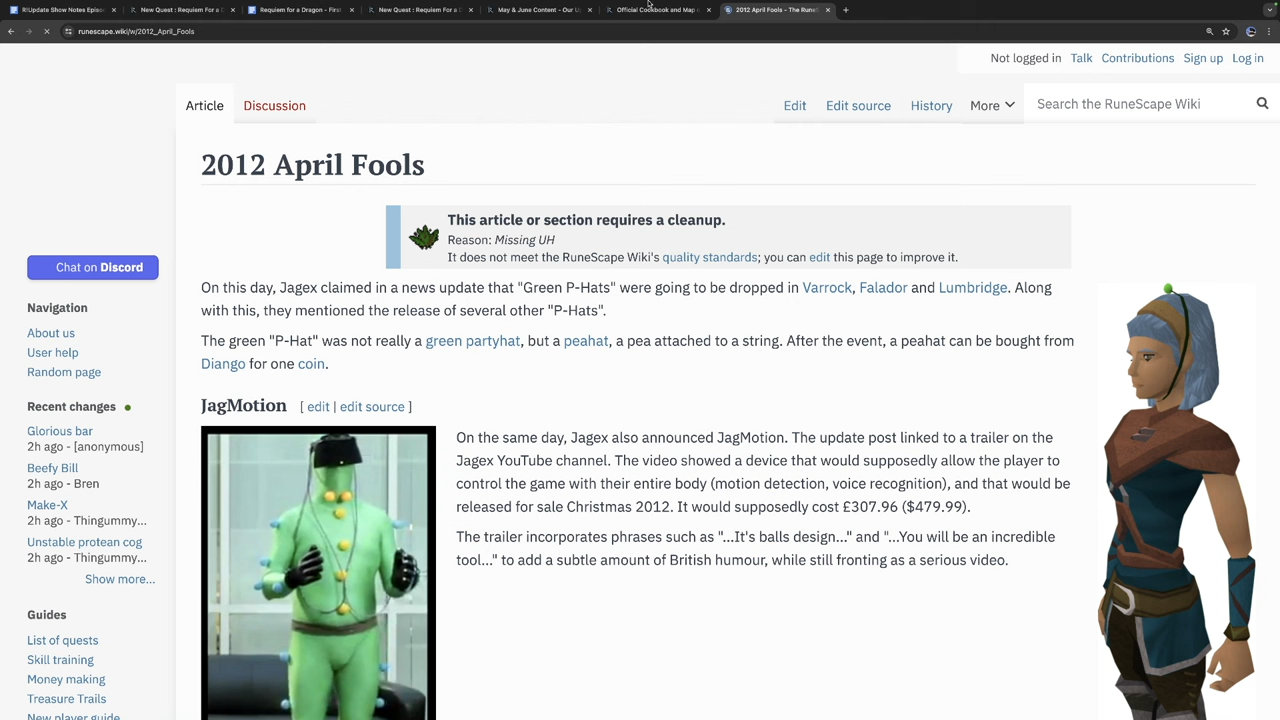 R!Update Show Notes Episo
New Quest : Requiem For a D
Requiem for a Dragon - First
New Quest : Requiem For a D
May & June Content - Our U
Official Cookbook and Map
2012 April Fools - The RuneS
runescape.wiki/w/2012_April_Fools
Not logged in Talk Contributions Sign up Log in
Article Discussion Edit Edit source History More Search the RuneScape Wiki
2012 April Fools
This article or section requires a cleanup.
Reason: Missing UH
It does not meet the RuneScape Wiki's quality standards; you can edit this page to improve it.
Chat on Discord
Navigation
About us
User help
Random page
Recent changes
Glorious bar
2h ago - [anonymous]
Beefy Bill
2h ago - Bren
Make-X
2h ago - Thingummy...
Unstable protean cog
2h ago - Thingummy...
Show more...
Guides
List of quests
Skill training
Money making
Treasure Trails
New player guide
On this day, Jagex claimed in a news update that "Green P-Hats" were going to be dropped in Varrock, Falador and Lumbridge. Along
with this, they mentioned the release of several other "P-Hats".
The green "P-Hat" was not really a green partyhat, but a peahat, a pea attached to a string. After the event, a peahat can be bought from
Diango for one coin.
JagMotion [ edit | edit source ]
On the same day, Jagex also announced JagMotion. The update post linked to a trailer on the
Jagex YouTube channel. The video showed a device that would supposedly allow the player to
control the game with their entire body (motion detection, voice recognition), and that would be
released for sale Christmas 2012. It would supposedly cost £307.96 ($479.99).
The trailer incorporates phrases such as "...It's balls design..." and "...You will be an incredible
tool..." to add a subtle amount of British humour, while still fronting as a serious video.